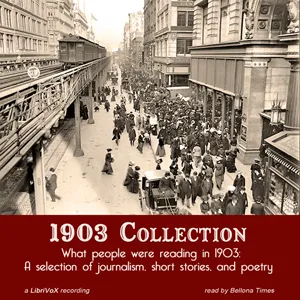 1903 Collection
What people were reading in 1903:
A selection of journalism, short stories, and poetry
a LibriVoX recording
read by Bellona Times